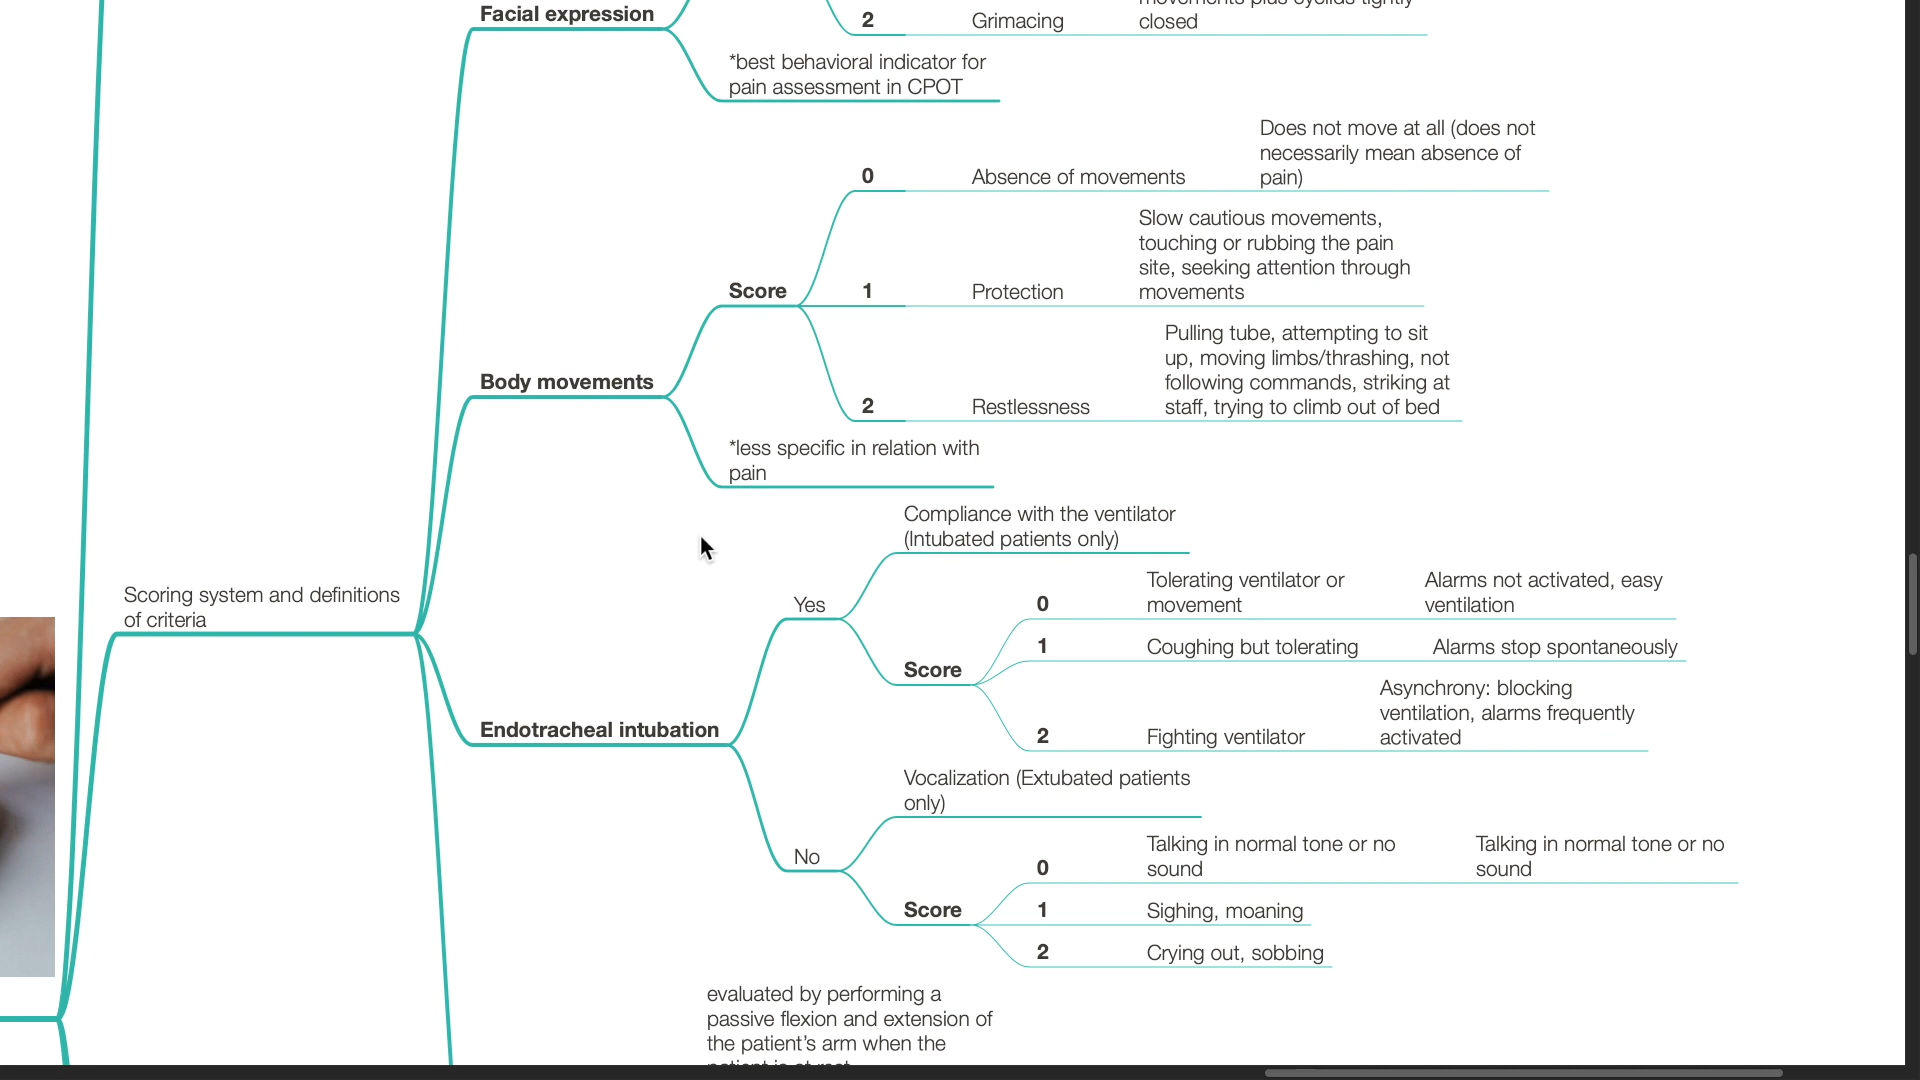 movements plus eyelids tightly
closed
Facial expression
2
Grimacing
*best behavioral indicator for
pain assessment in CPOT
Does not move at all (does not
necessarily mean absence of
pain)
0
Absence of movements
Slow cautious movements,
touching or rubbing the pain
site, seeking attention through
movements
Score
1
Protection
Pulling tube, attempting to sit
up, moving limbs/thrashing, not
following commands, striking at
staff, trying to climb out of bed
Body movements
2
Restlessness
*less specific in relation with
pain
Compliance with the ventilator
(Intubated patients only)
Scoring system and definitions
of criteria
Yes
0
Tolerating ventilator or
movement
Alarms not activated, easy
ventilation
1
Coughing but tolerating
Alarms stop spontaneously
Score
Asynchrony: blocking
ventilation, alarms frequently
activated
2
Fighting ventilator
Endotracheal intubation
Vocalization (Extubated patients
only)
No
0
Talking in normal tone or no
sound
Talking in normal tone or no
sound
Score
1
Sighing, moaning
2
Crying out, sobbing
evaluated by performing a
passive flexion and extension of
the patient's arm when the
patient is at rest